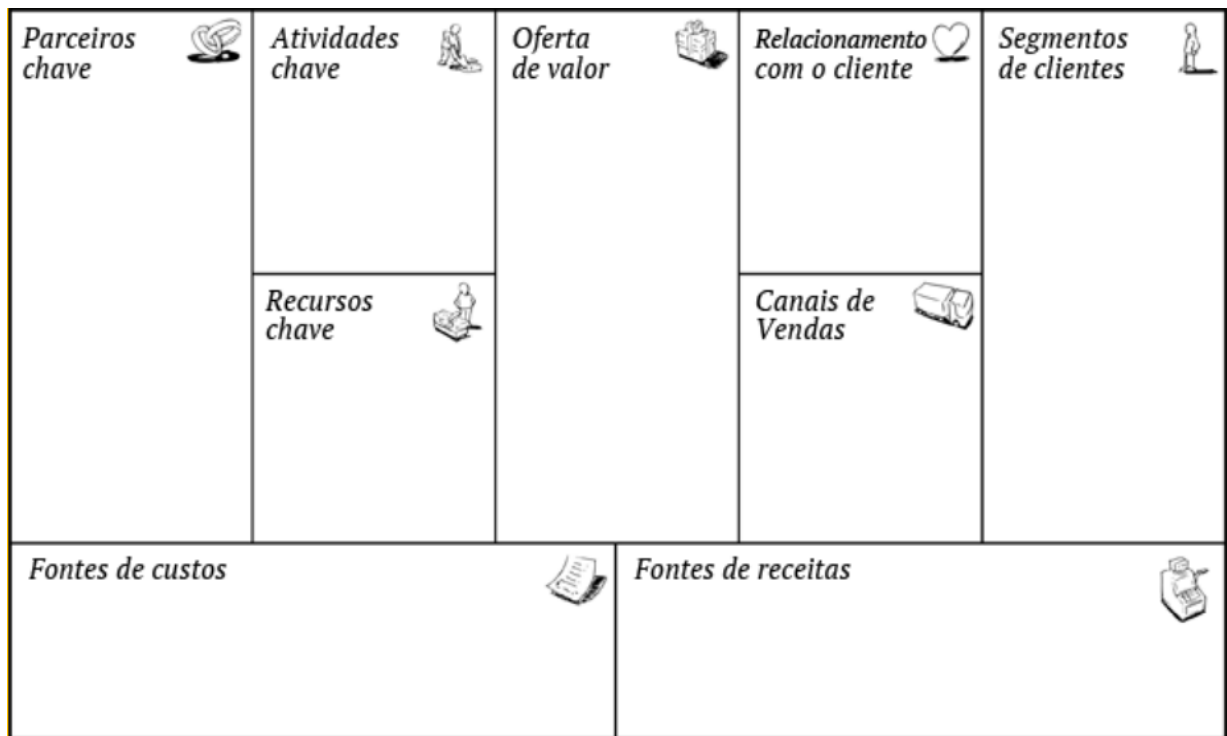 Parceiros
chave
Atividades
chave
Recursos
chave
Oferta
de valor
Relacionamento
com o cliente
Canais de
Vendas
Segmentos
de clientes
Fontes de custos
Fontes de receitas